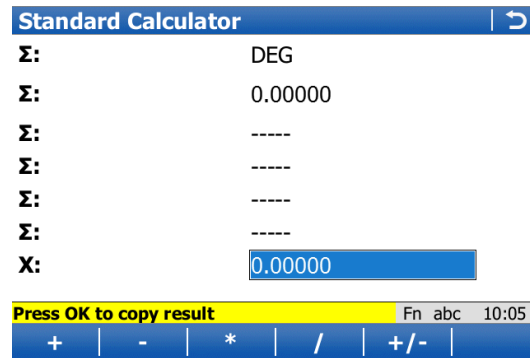 Standard Calculator
Σ: DEG
Σ: 0.00000
Σ: -----
Σ: -----
Σ: -----
Σ: -----
X: 0.00000
Press OK to copy result Fn abc 10:05
+ - * / +/-